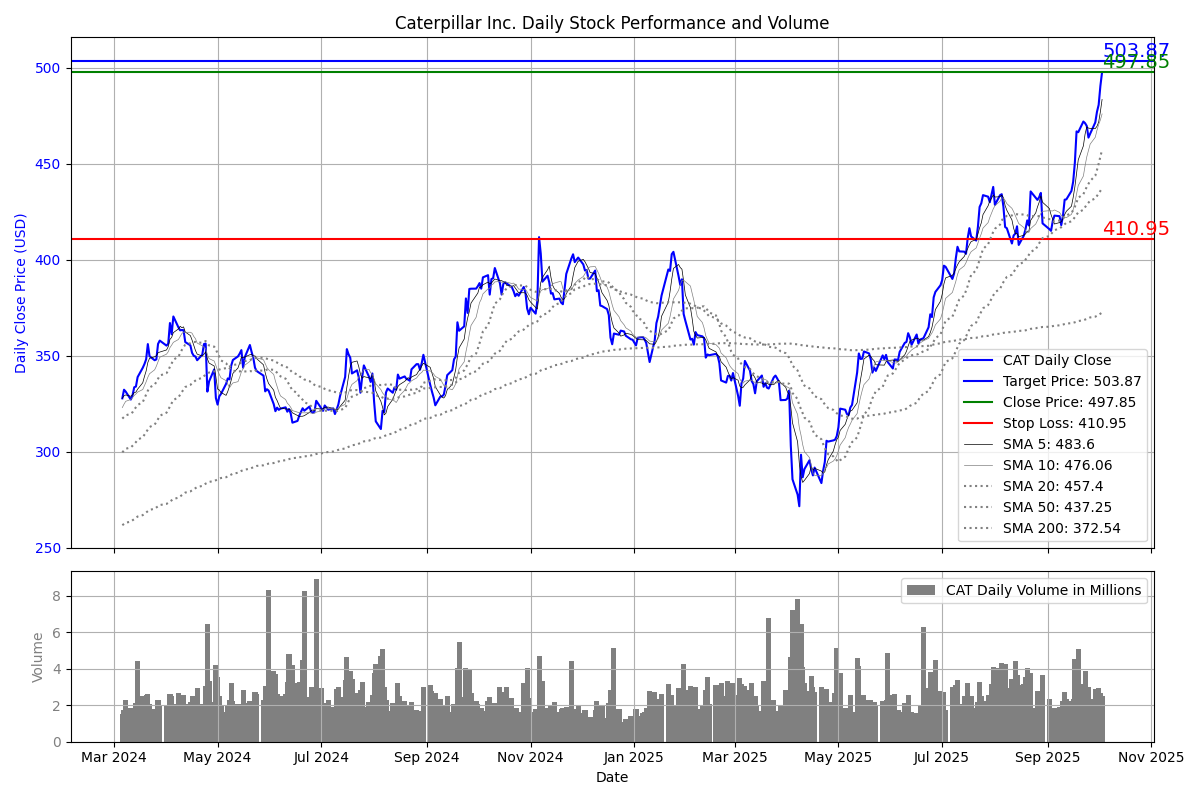 Caterpillar Inc. Daily Stock Performance and Volume
503.87
497.85
410.95
500
450
400
350
300
250
Daily Close Price (USD)
CAT Daily Close
Target Price: 503.87
Close Price: 497.85
Stop Loss: 410.95
SMA 5: 483.6
SMA 10: 476.06
SMA 20: 457.4
SMA 50: 437.25
SMA 200: 372.54
CAT Daily Volume in Millions
8
6
4
2
0
Volume
Mar 2024
May 2024
Jul 2024
Sep 2024
Nov 2024
Jan 2025
Mar 2025
May 2025
Jul 2025
Sep 2025
Nov 2025
Date